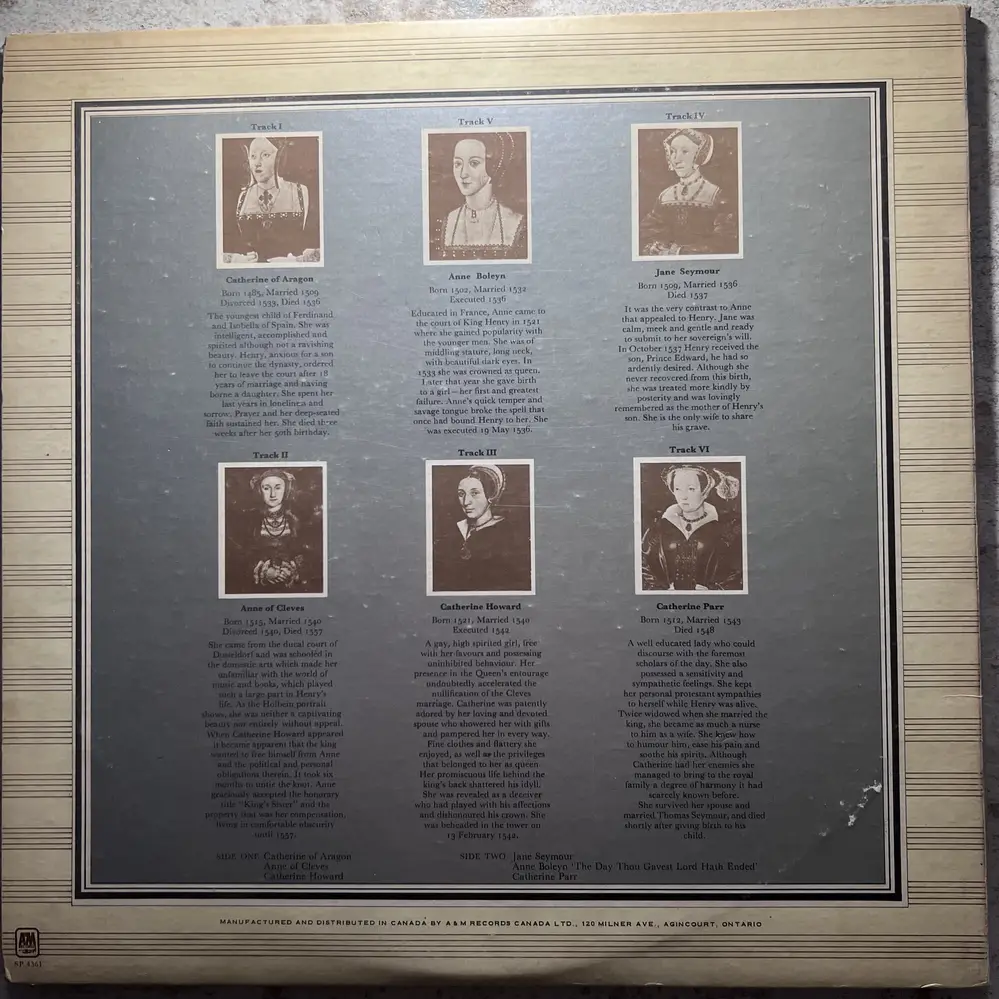 Track I
Catherine of Aragon
Born 1485, Married 1509
Divorced 1533, Died 1536
The youngest child of Ferdinand
and Isabella of Spain. She was
intelligent, accomplished and
spirited although not a ravishing
beauty. Henry, anxious for a son
to continue the dynasty, ordered
her to leave the court after 18
years of marriage and having
borne a daughter. She spent her
last years in loneliness and
sorrow. Prayer and her deep-seated
faith sustained her. She died three
weeks after her 50th birthday.
Track V
Anne Boleyn
Born 1502, Married 1532
Executed 1536
Educated in France, Anne came to
the court of King Henry in 1521
where she gained popularity with
the younger men. She was of
middling stature, long neck,
with beautiful dark eyes. In
1533 she was crowned as queen.
Later that year she gave birth
to a girl – her first and greatest
failure. Anne's quick temper and
savage tongue broke the spell that
once had bound Henry to her. She
was executed 19 May 1536.
Track IV
Jane Seymour
Born 1509, Married 1536
Died 1537
It was the very contrast to Anne
that appealed to Henry. Jane was
calm, meek and gentle and ready
to submit to her sovereign's will.
In October 1537 Henry received the
son, Prince Edward, he had so
ardently desired. Although she
never recovered from this birth,
she was treated more kindly by
posterity and was lovingly
remembered as the mother of Henry's
son. She is the only wife to share
his grave.
Track II
Anne of Cleves
Born 1515, Married 1540
Divorced 1540, Died 1557
She came from the ducal court of
Dusseldorf and was schooled in
the domestic arts which made her
unfamiliar with the world of
music and books, which played
such a large part in Henry's
life. As the Holbein portrait
shows, she was neither a captivating
beauty nor entirely without appeal.
When Catherine Howard appeared
it became apparent that the king
wanted to free himself from Anne
and the political and personal
obligations therein. It took six
months to untie the knot. Anne
graciously accepted the honorary
title "King's Sister" and the
property that was her compensation,
living in comfortable obscurity
until 1557.
Track III
Catherine Howard
Born 1521, Married 1540
Executed 1542
A gay, high spirited girl, free
with her favours and possessing
uninhibited behaviour. Her
presence in the Queen's entourage
undoubtedly accelerated the
nullification of the Cleves
marriage. Catherine was patently
adored by her loving and devoted
spouse who showered her with gifts
and pampered her in every way.
Fine clothes and flattery she
enjoyed, as well as the privileges
that belonged to her as queen.
Her promiscuous life behind the
king's back shattered his idyll.
She was revealed as a deceiver
who had played with his affections
and dishonoured his crown. She
was beheaded in the tower on
13 February 1542.
Track VI
Catherine Parr
Born 1512, Married 1543
Died 1548
A well educated lady who could
discourse with the foremost
scholars of the day. She also
possessed a sensitivity and
sympathetic feelings. She kept
her personal protestant sympathies
to herself while Henry was alive.
Twice widowed when she married the
king, she became as much a nurse
to him as a wife. She knew how
to humour him, ease his pain and
soothe his spirits. Although
Catherine had her enemies she
managed to bring to the royal
family a degree of harmony it had
scarcely known before.
She survived her spouse and
married Thomas Seymour, and died
shortly after giving birth to his
child.
SIDE ONE Catherine of Aragon
Anne of Cleves
Catherine Howard
SIDE TWO Jane Seymour
Anne Boleyn 'The Day Thou Gavest Lord Hath Ended'
Catherine Parr
MANUFACTURED AND DISTRIBUTED IN CANADA BY A & M RECORDS CANADA LTD., 120 MILNER AVE., AGINCOURT, ONTARIO
A&M
SP 4361